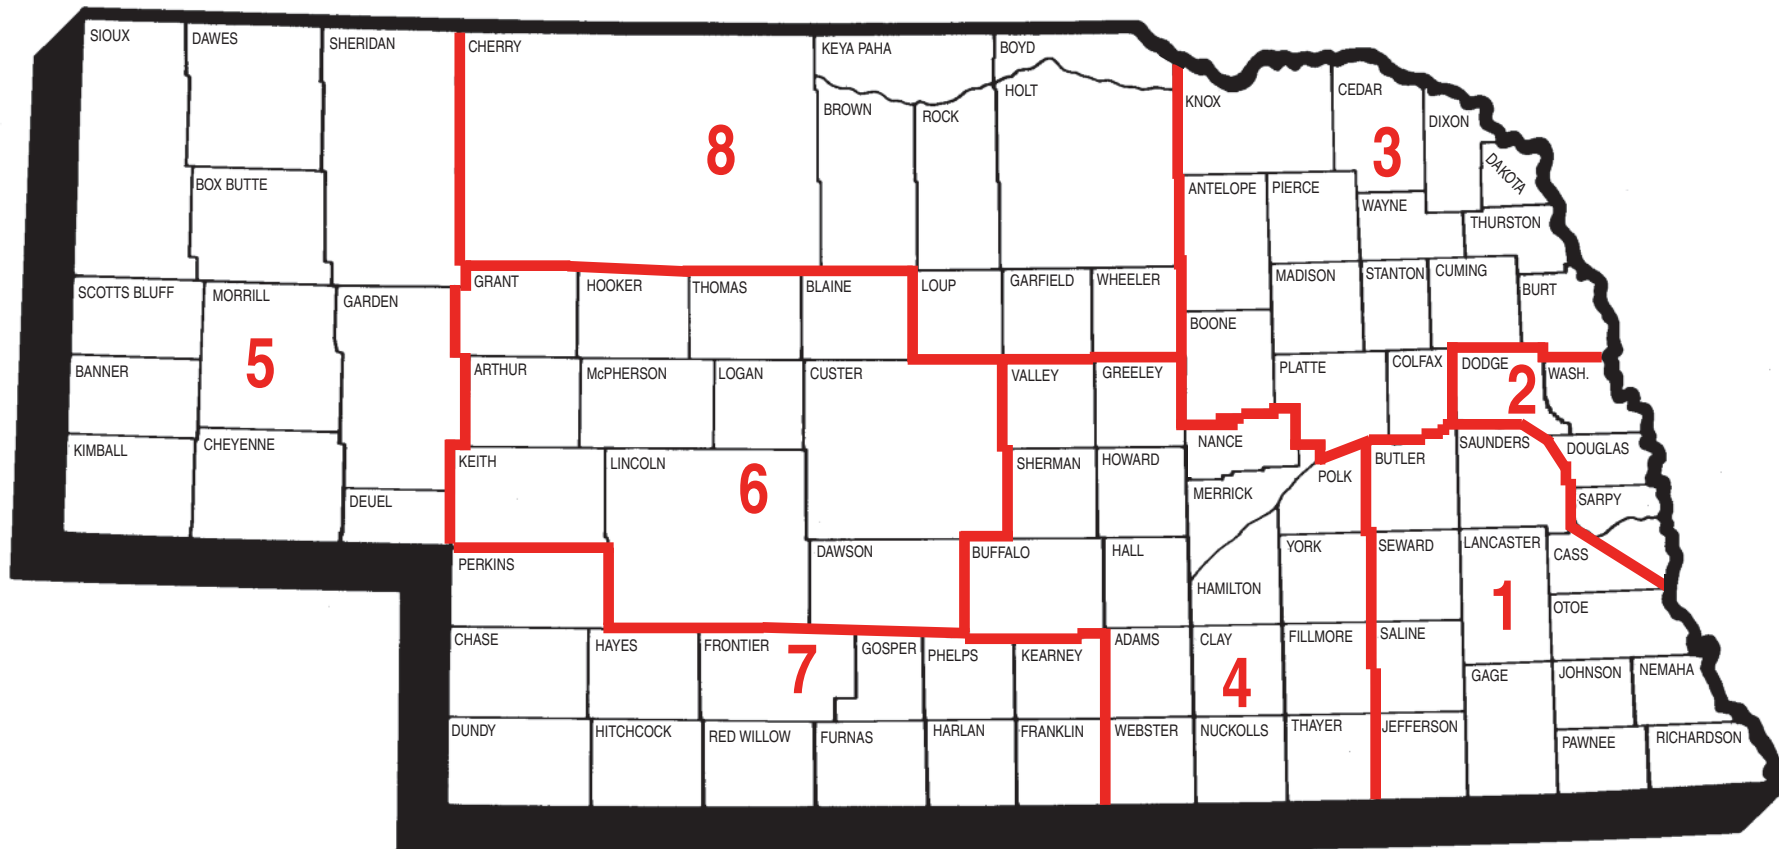 SIOUX
DAWES
SHERIDAN
CHERRY
KEYA PAHA
BOYD
KNOX
CEDAR
DIXON
DAKOTA
HOLT
BROWN
ROCK
8
3
BOX BUTTE
ANTELOPE
PIERCE
WAYNE
THURSTON
SCOTTS BLUFF
MORRILL
GARDEN
GRANT
HOOKER
THOMAS
BLAINE
LOUP
GARFIELD
WHEELER
MADISON
STANTON
CUMING
BURT
BOONE
5
BANNER
ARTHUR
McPHERSON
LOGAN
CUSTER
VALLEY
GREELEY
PLATTE
COLFAX
DODGE
2
WASH.
KIMBALL
CHEYENNE
KEITH
LINCOLN
6
SHERMAN
HOWARD
NANCE
POLK
BUTLER
SAUNDERS
DOUGLAS
DEUEL
MERRICK
SARPY
PERKINS
DAWSON
BUFFALO
HALL
HAMILTON
YORK
SEWARD
LANCASTER
CASS
1
OTOE
CHASE
HAYES
FRONTIER
7
GOSPER
PHELPS
KEARNEY
ADAMS
CLAY
4
FILLMORE
SALINE
GAGE
JOHNSON
NEMAHA
DUNDY
HITCHCOCK
RED WILLOW
FURNAS
HARLAN
FRANKLIN
WEBSTER
NUCKOLLS
THAYER
JEFFERSON
PAWNEE
RICHARDSON